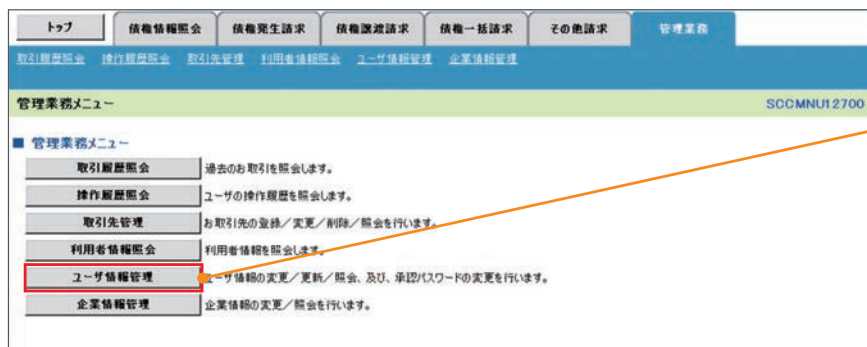 トップ 債権情報照会 債権発生請求 債権譲渡請求 債権一括請求 その他請求 管理業務
取引履歴照会 操作履歴照会 取引先管理 利用者情報照会 ユーザ情報管理 企業情報管理
管理業務メニュー SCCMNU12700
■ 管理業務メニュー
取引履歴照会 過去のお取引を照会します。
操作履歴照会 ユーザの操作履歴を照会します。
取引先管理 お取引先の登録／変更／削除／照会を行います。
利用者情報照会 利用者情報を照会します。
ユーザ情報管理 ユーザ情報の変更／更新／照会、及び、承認パスワードの変更を行います。
企業情報管理 企業情報の変更／照会を行います。